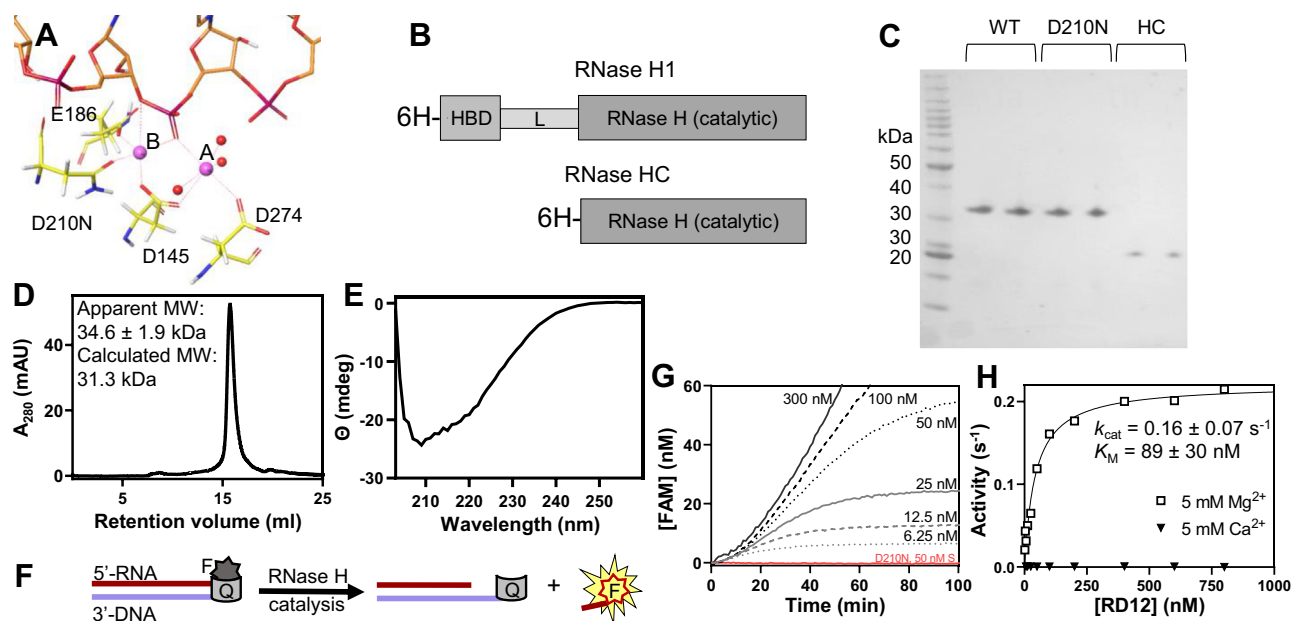 A
E186
B
A
D210N
D145
D274
B
RNase H1
6H-
HBD
L
RNase H (catalytic)
RNase HC
6H-
RNase H (catalytic)
C
WT
D210N
HC
kDa
50
40
30
30
20
D
Apparent MW:
34.6 ± 1.9 kDa
Calculated MW:
31.3 kDa
40
20
0
A280 (mAU)
5
15
25
Retention volume (ml)
E
0
-10
-20
-30
Θ (mdeg)
210
220
230
240
250
Wavelength (nm)
F
5'-RNA
3'-DNA
F
Q
RNase H
catalysis
Q
+
F
G
60
40
20
0
[FAM] (nM)
300 nM
100 nM
50 nM
25 nM
12.5 nM
6.25 nM
D210N, 50 nM S
0
20
40
60
80
100
Time (min)
H
0.2
0.1
0.0
Activity (s-1)
kcat = 0.16 ± 0.07 s-1
KM = 89 ± 30 nM
5 mM Mg2+
5 mM Ca2+
0
250
500
750
1000
[RD12] (nM)